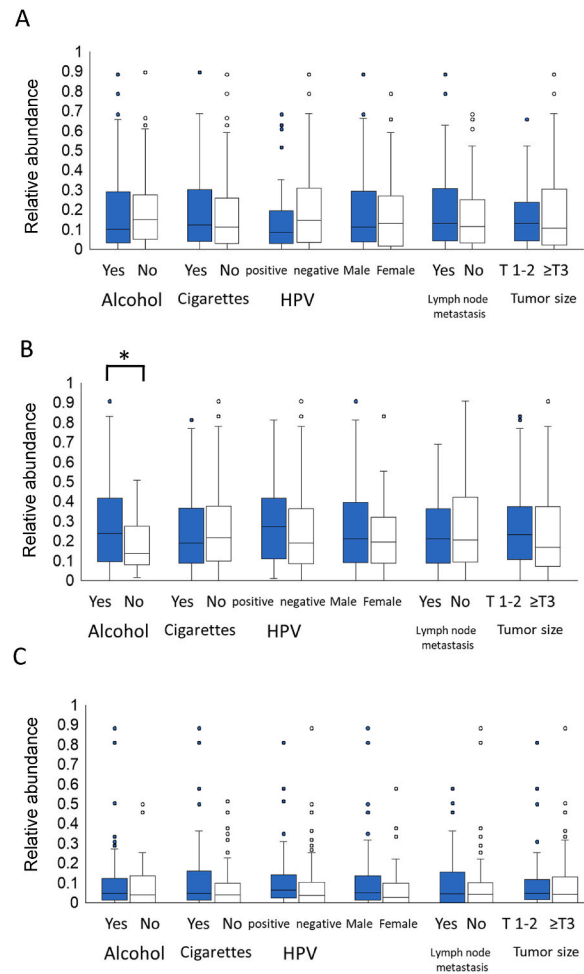 A
Relative abundance
1
0.9
0.8
0.7
0.6
0.5
0.4
0.3
0.2
0.1
0
Yes No Yes No positive negative Male Female Yes No T 1-2 ≥T3
Alcohol Cigarettes HPV Lymph node metastasis Tumor size
B
*
Relative abundance
1
0.9
0.8
0.7
0.6
0.5
0.4
0.3
0.2
0.1
0
Yes No Yes No positive negative Male Female Yes No T 1-2 ≥T3
Alcohol Cigarettes HPV Lymph node metastasis Tumor size
C
Relative abundance
1
0.9
0.8
0.7
0.6
0.5
0.4
0.3
0.2
0.1
0
Yes No Yes No positive negative Male Female Yes No T 1-2 ≥T3
Alcohol Cigarettes HPV Lymph node metastasis Tumor size